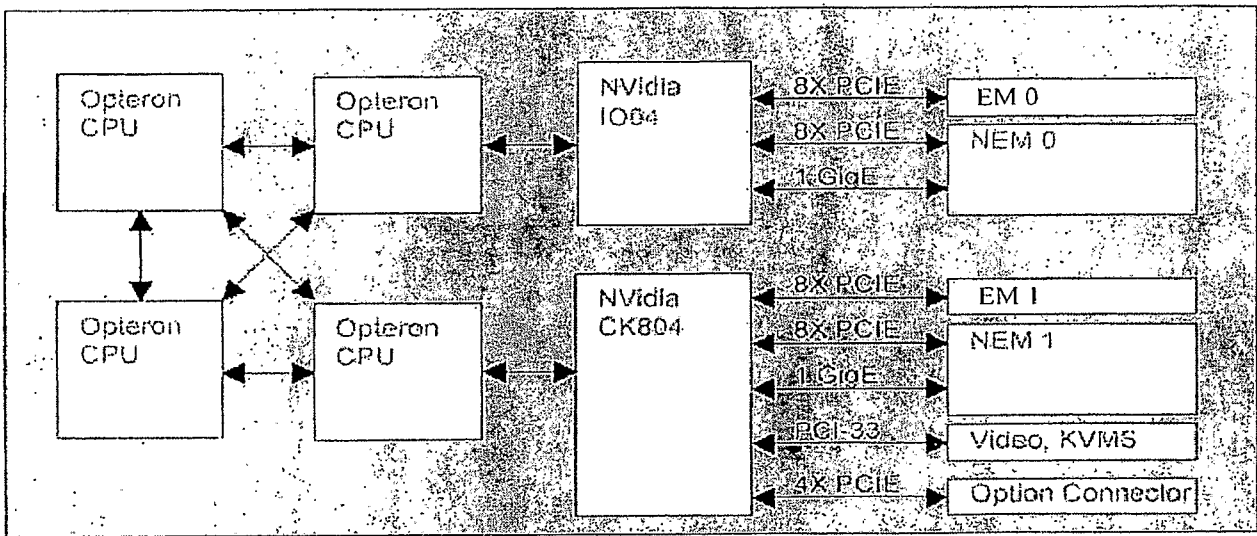 Opteron
CPU
Opteron
CPU
NVidia
IO04
8X PCIE
EM 0
8X PCIE
NEM 0
1 GigE
Opteron
CPU
Opteron
CPU
NVidia
CK804
8X PCIE
EM 1
8X PCIE
NEM 1
1 GigE
PCI-33
Video, KVMS
4X PCIE
Option Connector